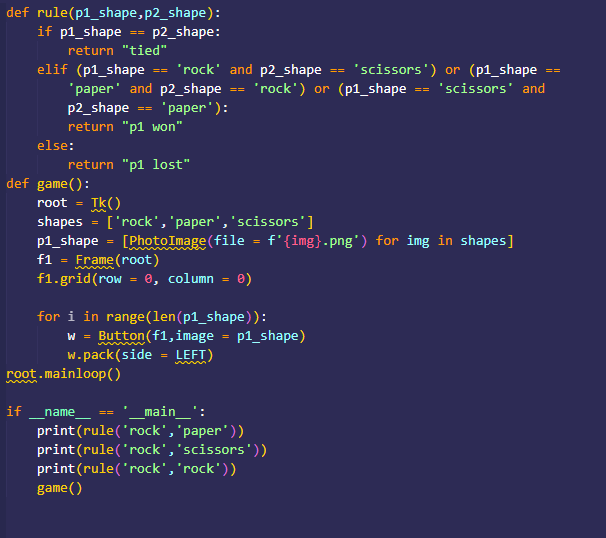 def rule(p1_shape,p2_shape):
    if p1_shape == p2_shape:
        return "tied"
    elif (p1_shape == 'rock' and p2_shape == 'scissors') or (p1_shape ==
        'paper' and p2_shape == 'rock') or (p1_shape == 'scissors' and
        p2_shape == 'paper'):
        return "p1 won"
    else:
        return "p1 lost"
def game():
    root = Tk()
    shapes = ['rock','paper','scissors']
    p1_shape = [PhotoImage(file = f'{img}.png') for img in shapes]
    f1 = Frame(root)
    f1.grid(row = 0, column = 0)

    for i in range(len(p1_shape)):
        w = Button(f1,image = p1_shape)
        w.pack(side = LEFT)
root.mainloop()

if __name__ == '__main__':
    print(rule('rock','paper'))
    print(rule('rock','scissors'))
    print(rule('rock','rock'))
    game()